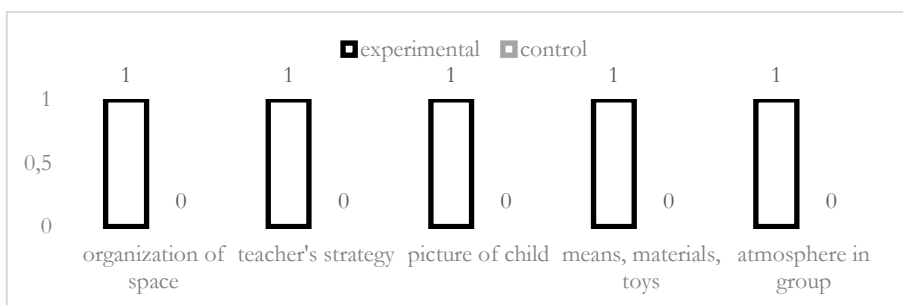 experimental control
1 1 1 1 1
1
0,5
0 0 0 0 0
0
organization of teacher's strategy picture of child means, materials, atmosphere in
space toys group